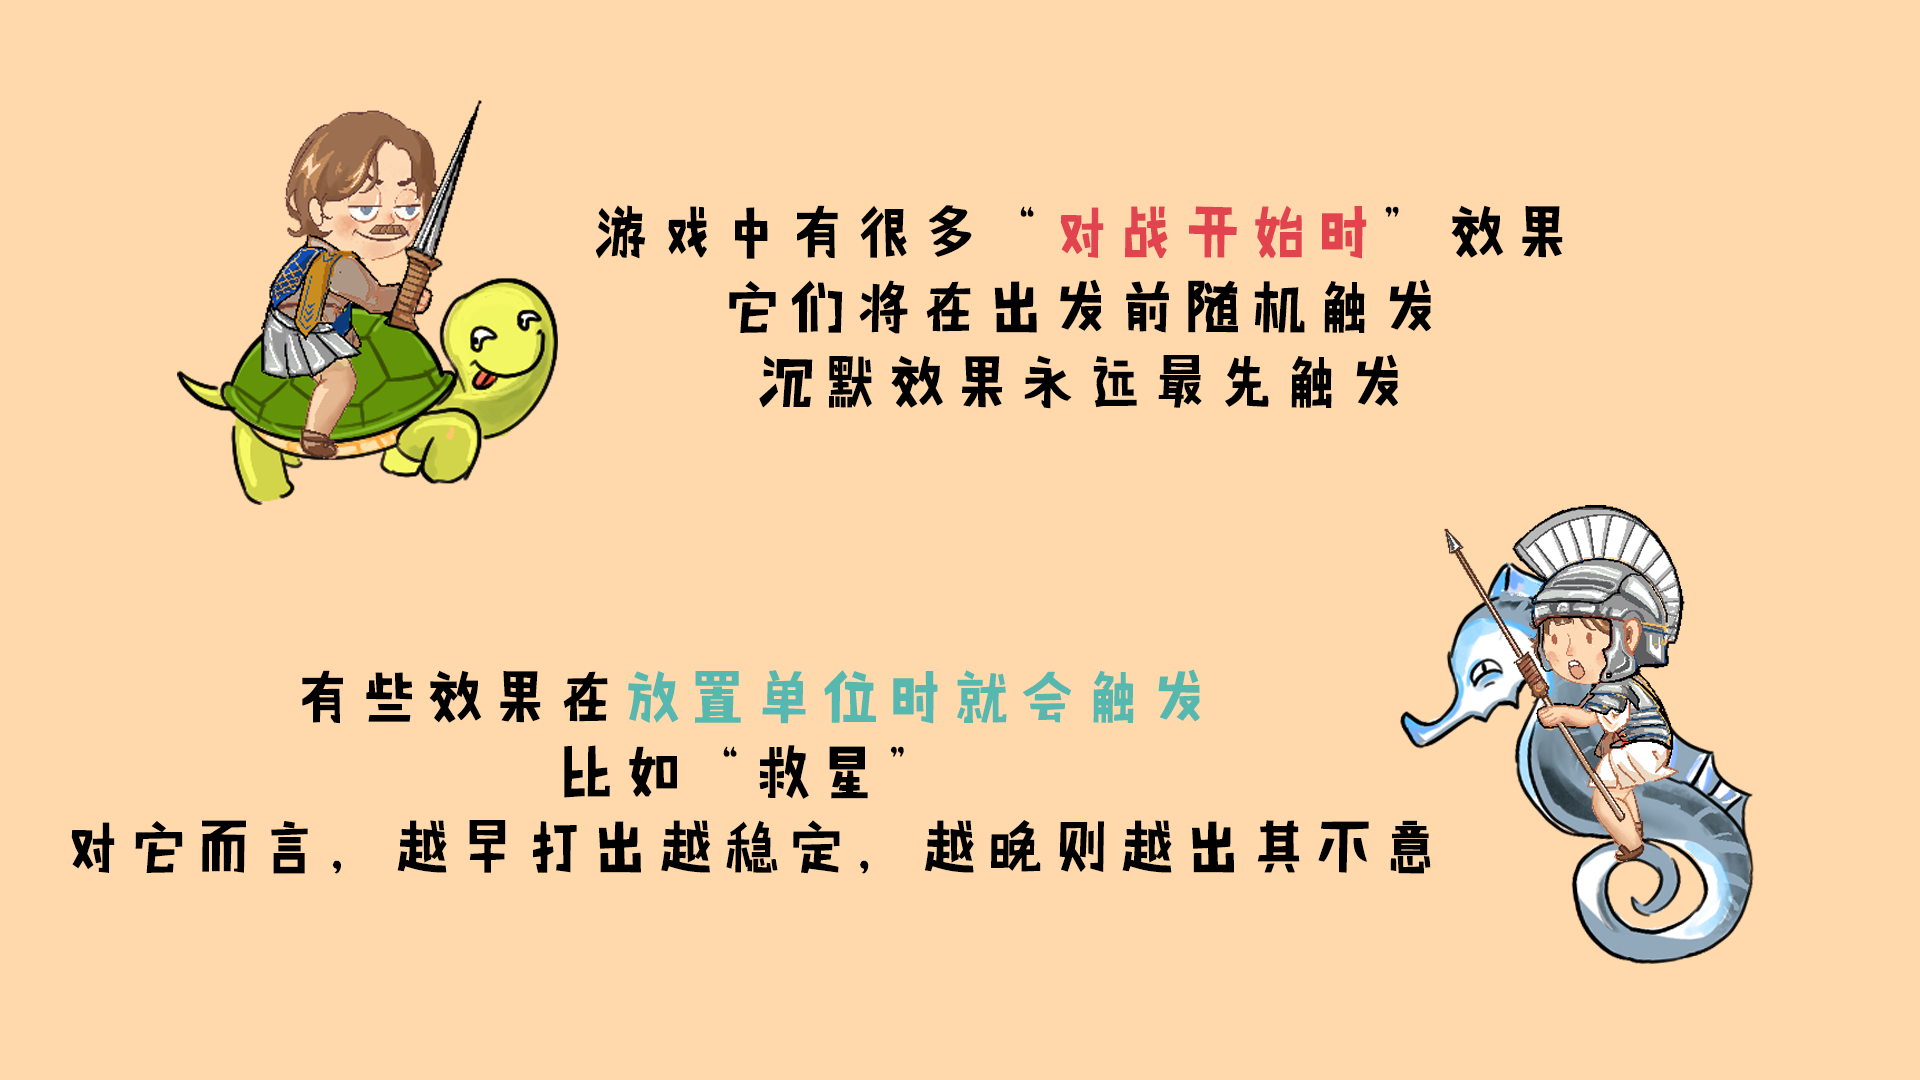 游戏中有很多“对战开始时”效果
它们将在出发前随机触发
沉默效果永远最先触发
有些效果在放置单位时就会触发
比如“救星”
对它而言，越早打出越稳定，越晚则越出其不意